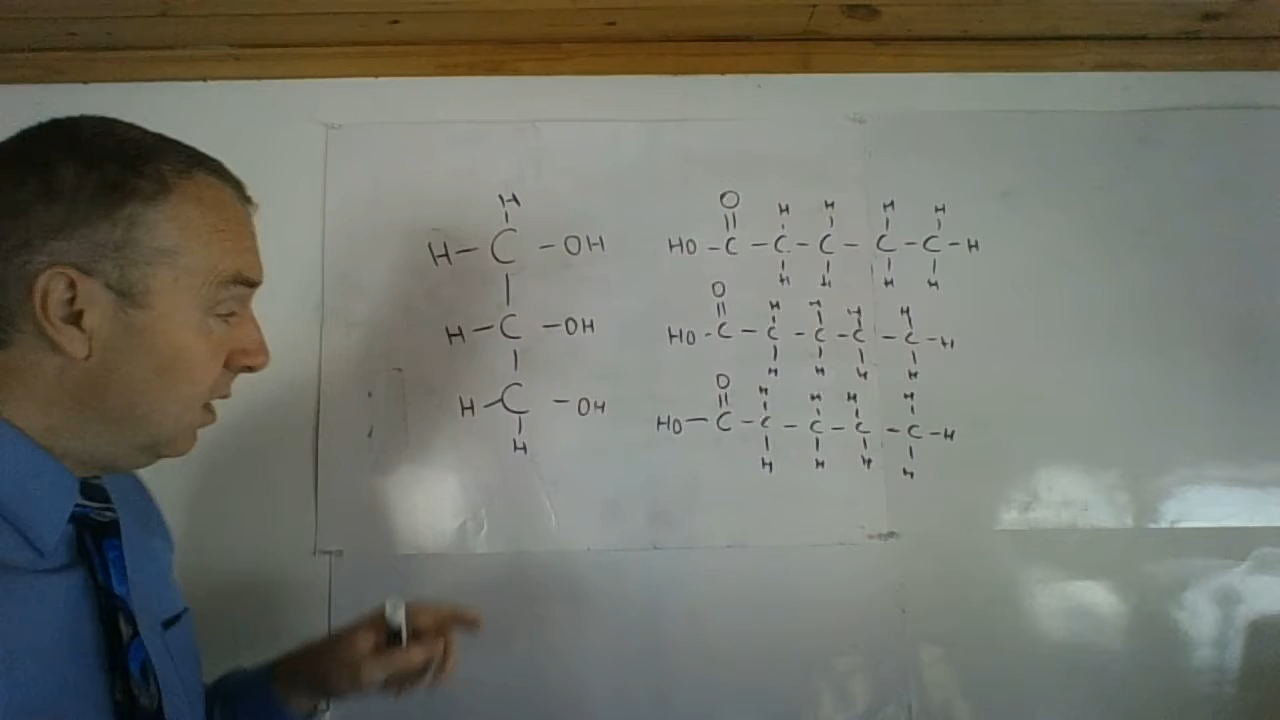 H
H – C – OH
|
H – C – OH
|
H – C – OH
|
H
O H H H H
|| | | | |
HO – C – C – C – C – C – H
| | | |
H H H H
O H H H H
|| | | | |
HO – C – C – C – C – C – H
| | | |
H H H H
O H H H H
|| | | | |
HO – C – C – C – C – C – H
| | | |
H H H H